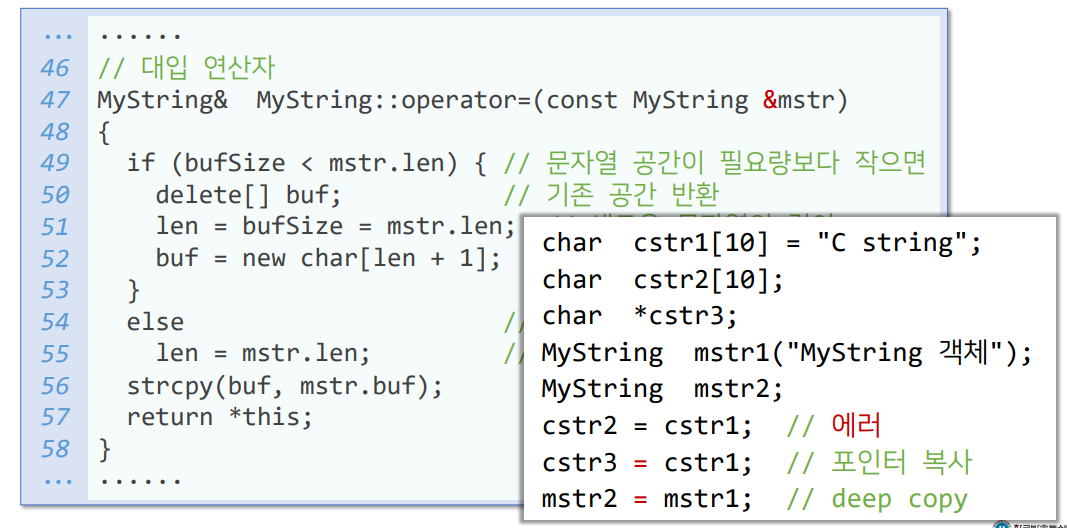 ... ......
46 // 대입 연산자
47 MyString&  MyString::operator=(const MyString &mstr)
48 {
49   if (bufSize < mstr.len) { // 문자열 공간이 필요량보다 작으면
50     delete[] buf;           // 기존 공간 반환
51     len = bufSize = mstr.len;
52     buf = new char[len + 1];
53   }
54   else                      //
55     len = mstr.len;         //
56   strcpy(buf, mstr.buf);
57   return *this;
58 }
... ......
char  cstr1[10] = "C string";
char  cstr2[10];
char  *cstr3;
MyString  mstr1("MyString 객체");
MyString  mstr2;
cstr2 = cstr1;  // 에러
cstr3 = cstr1;  // 포인터 복사
mstr2 = mstr1;  // deep copy